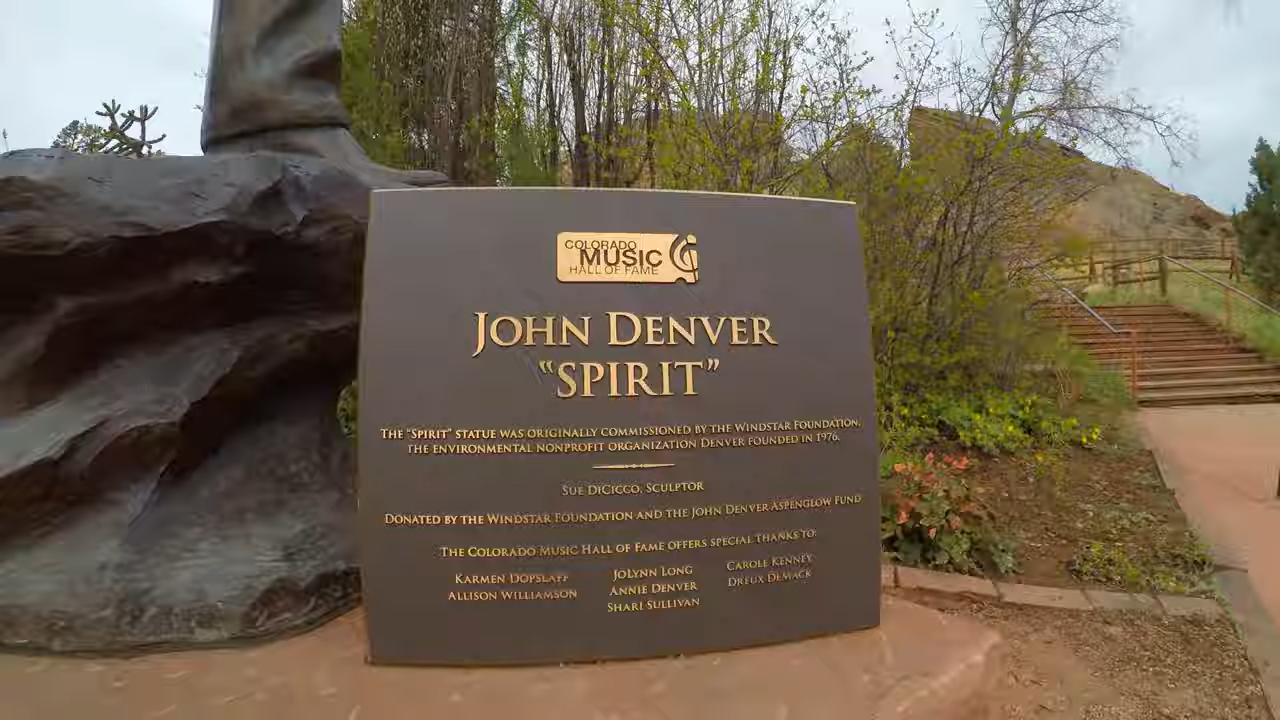 COLORADO
MUSIC
HALL OF FAME
JOHN DENVER
"SPIRIT"
THE "SPIRIT" STATUE WAS ORIGINALLY COMMISSIONED BY THE WINDSTAR FOUNDATION,
THE ENVIRONMENTAL NONPROFIT ORGANIZATION DENVER FOUNDED IN 1976.
SUE DICICCO, SCULPTOR
DONATED BY THE WINDSTAR FOUNDATION AND THE JOHN DENVER ASPENGLOW FUND
THE COLORADO MUSIC HALL OF FAME OFFERS SPECIAL THANKS TO:
KARMEN DOPSLAFF
ALLISON WILLIAMSON
JOLYNN LONG
ANNIE DENVER
SHARI SULLIVAN
CAROLE KENNEY
DREUX DEMACK